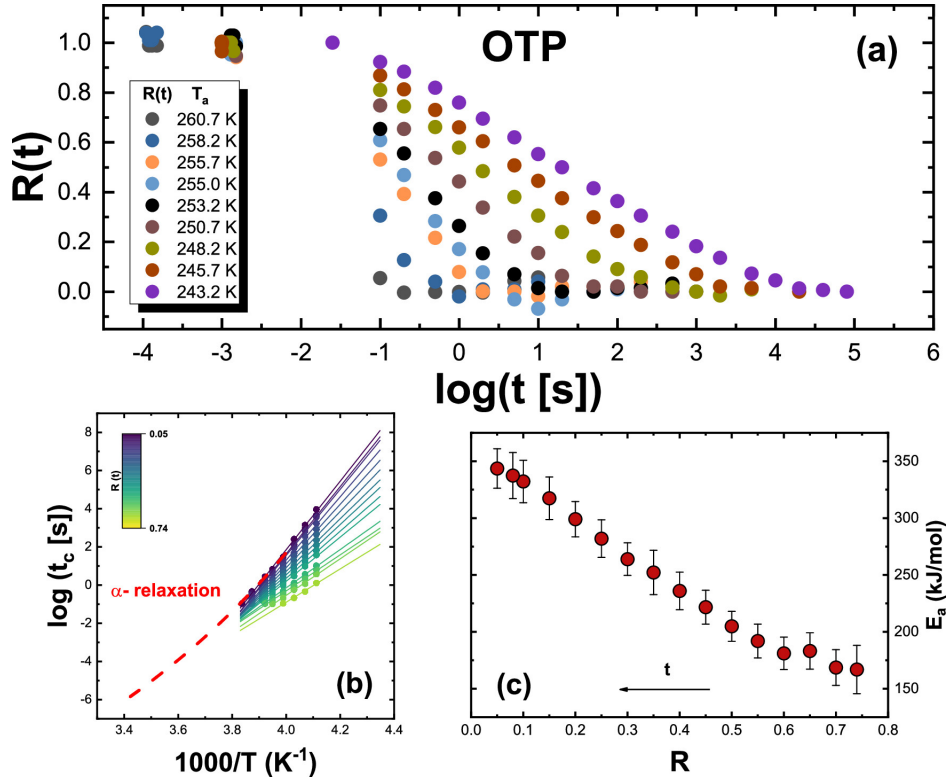 OTP
(a)
R(t)
1.0
0.8
0.6
0.4
0.2
0.0
R(t) Tₐ
260.7 K
258.2 K
255.7 K
255.0 K
253.2 K
250.7 K
248.2 K
245.7 K
243.2 K
-4 -3 -2 -1 0 1 2 3 4 5 6
log(t [s])
log (t_c [s])
8
6
4
2
0
-2
-4
-6
R (t)
0.05
0.74
α- relaxation
(b)
3.4 3.6 3.8 4.0 4.2 4.4
1000/T (K⁻¹)
350
300
250
200
150
Eₐ (kJ/mol)
t
(c)
0.0 0.1 0.2 0.3 0.4 0.5 0.6 0.7 0.8
R